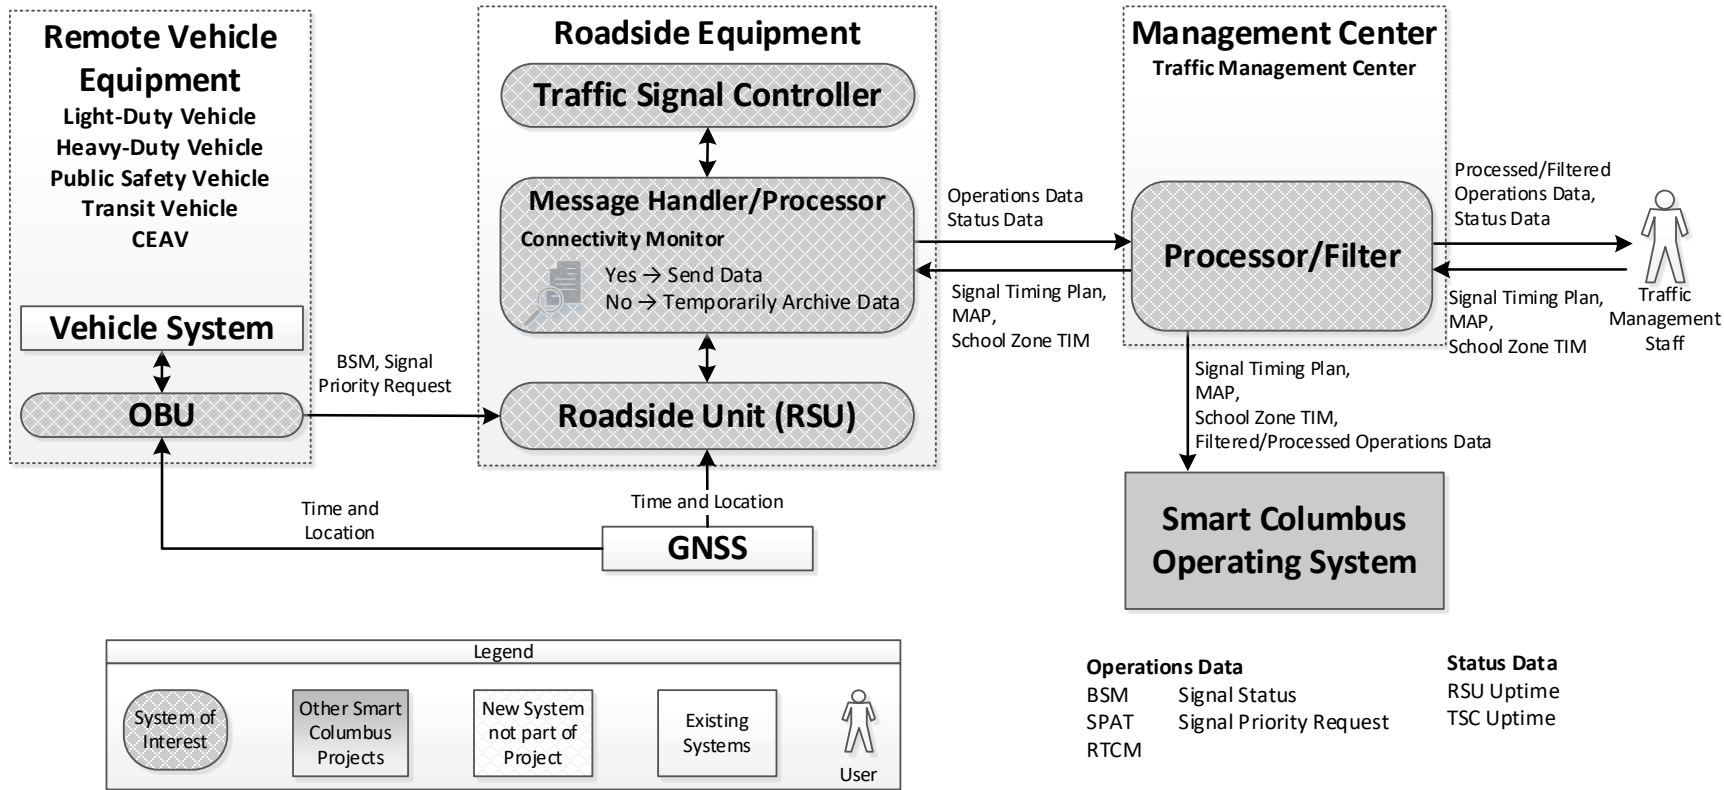 Remote Vehicle
Equipment
Light-Duty Vehicle
Heavy-Duty Vehicle
Public Safety Vehicle
Transit Vehicle
CEAV
Vehicle System
OBU
BSM, Signal
Priority Request
Roadside Equipment
Traffic Signal Controller
Message Handler/Processor
Connectivity Monitor
Yes → Send Data
No → Temporarily Archive Data
Roadside Unit (RSU)
Time and
Location
Time and Location
GNSS
Operations Data
Status Data
Signal Timing Plan,
MAP,
School Zone TIM
Management Center
Traffic Management Center
Processor/Filter
Processed/Filtered
Operations Data,
Status Data
Signal Timing Plan,
MAP,
School Zone TIM
Traffic
Management
Staff
Signal Timing Plan,
MAP,
School Zone TIM,
Filtered/Processed Operations Data
Smart Columbus
Operating System
Legend
System of
Interest
Other Smart
Columbus
Projects
New System
not part of
Project
Existing
Systems
User
Operations Data
BSM Signal Status
SPAT Signal Priority Request
RTCM
Status Data
RSU Uptime
TSC Uptime